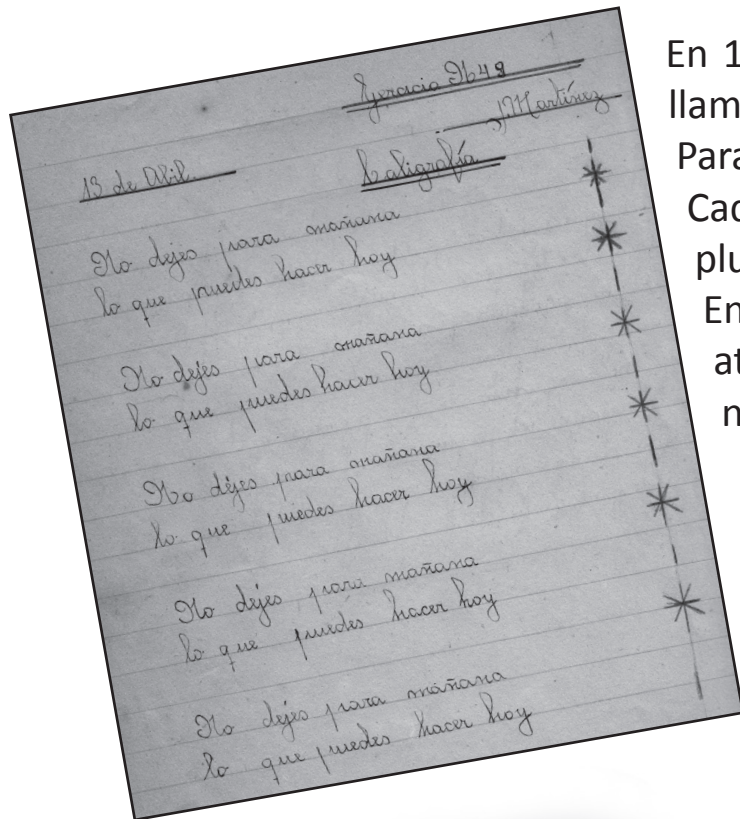 Ejercicio Nº 49
J Martínez
13 de Abril.
Caligrafía
No dejes para mañana
lo que puedes hacer hoy
No dejes para mañana
lo que puedes hacer hoy
No dejes para mañana
lo que puedes hacer hoy
No dejes para mañana
lo que puedes hacer hoy
No dejes para mañana
lo que puedes hacer hoy
En 1
llam
Para
Cad
plu
En
at
n